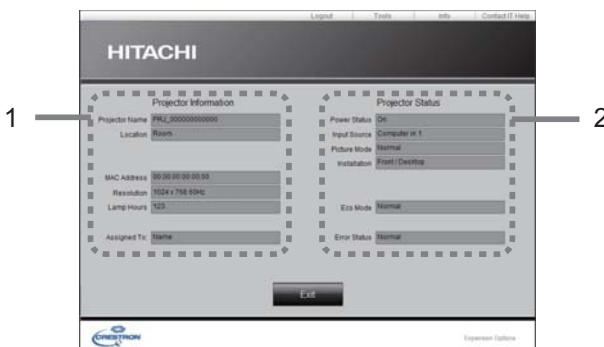 Logout Tools Info Contact IT Help
HITACHI
1
Projector Information
Projector Name PRJ_000000000000
Location Room
MAC Address 00:00:00:00:00:00
Resolution 1024 x 768 60Hz
Lamp Hours 123
Assigned To: Name
2
Projector Status
Power Status On
Input Source Computer in 1
Picture Mode Normal
Installation Front / Desktop
Eco Mode Normal
Error Status Normal
Exit
CRESTRON
Expansion Options